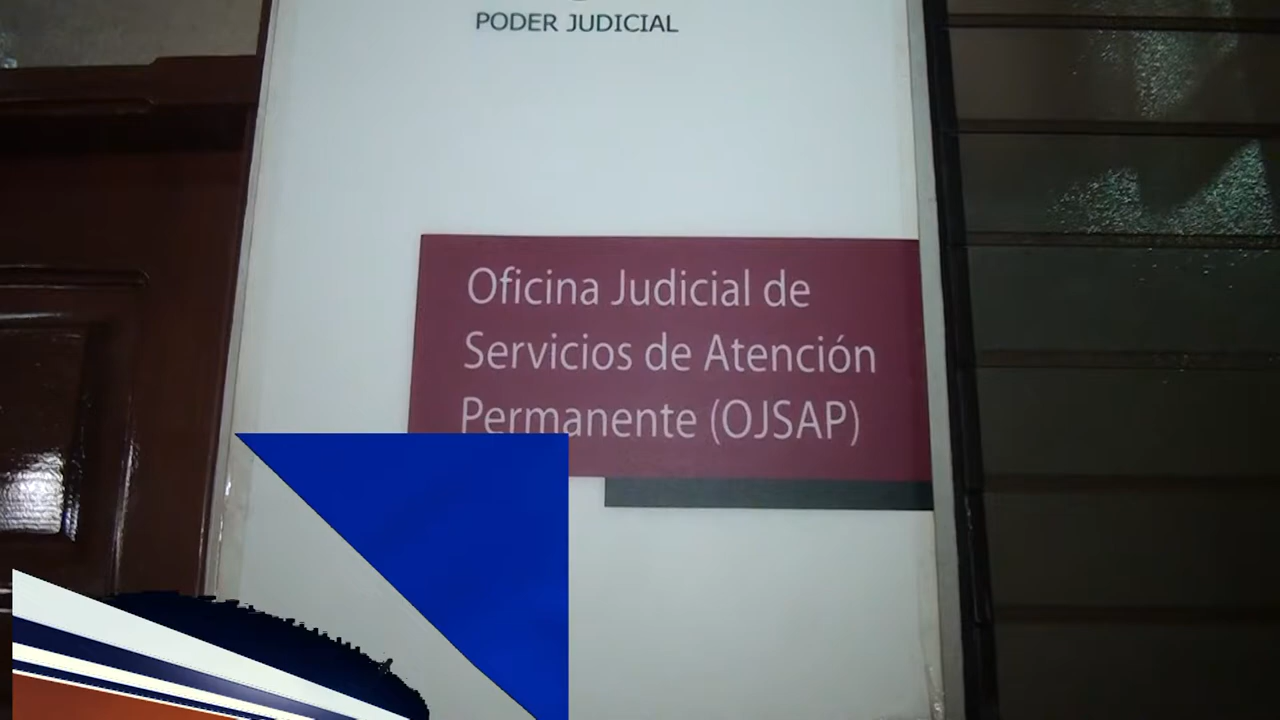 PODER JUDICIAL
Oficina Judicial de
Servicios de Atención
Permanente (OJSAP)